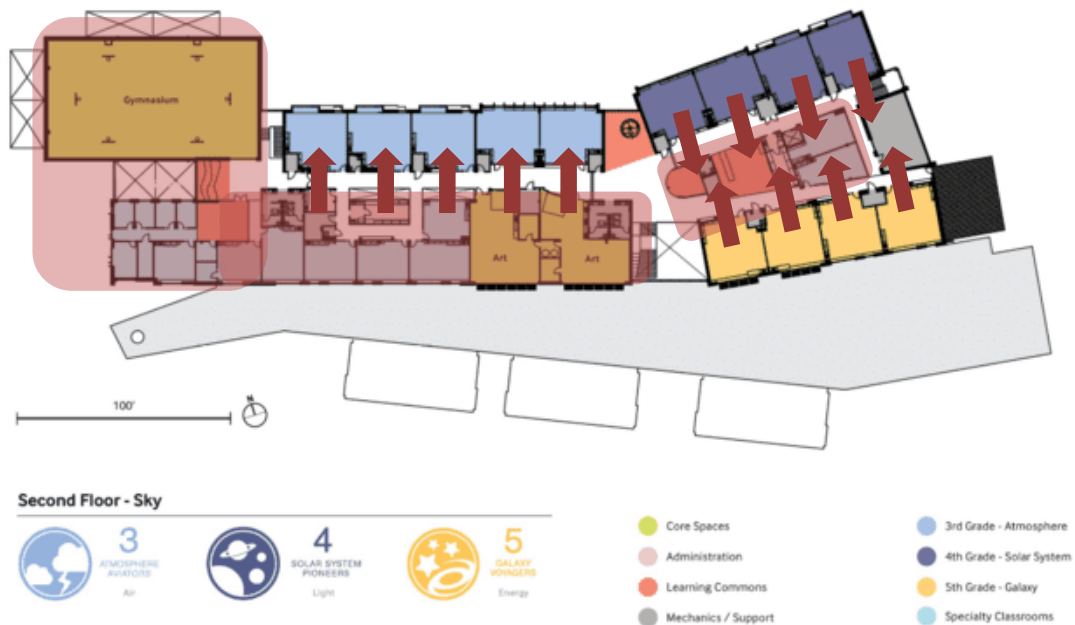 Gymnasium
Art
Art
100'
N
Second Floor - Sky
3
ATMOSPHERE
AVIATORS
Air
4
SOLAR SYSTEM
PIONEERS
Light
5
GALAXY
VOYAGERS
Energy
Core Spaces
Administration
Learning Commons
Mechanics / Support
3rd Grade - Atmosphere
4th Grade - Solar System
5th Grade - Galaxy
Specialty Classrooms